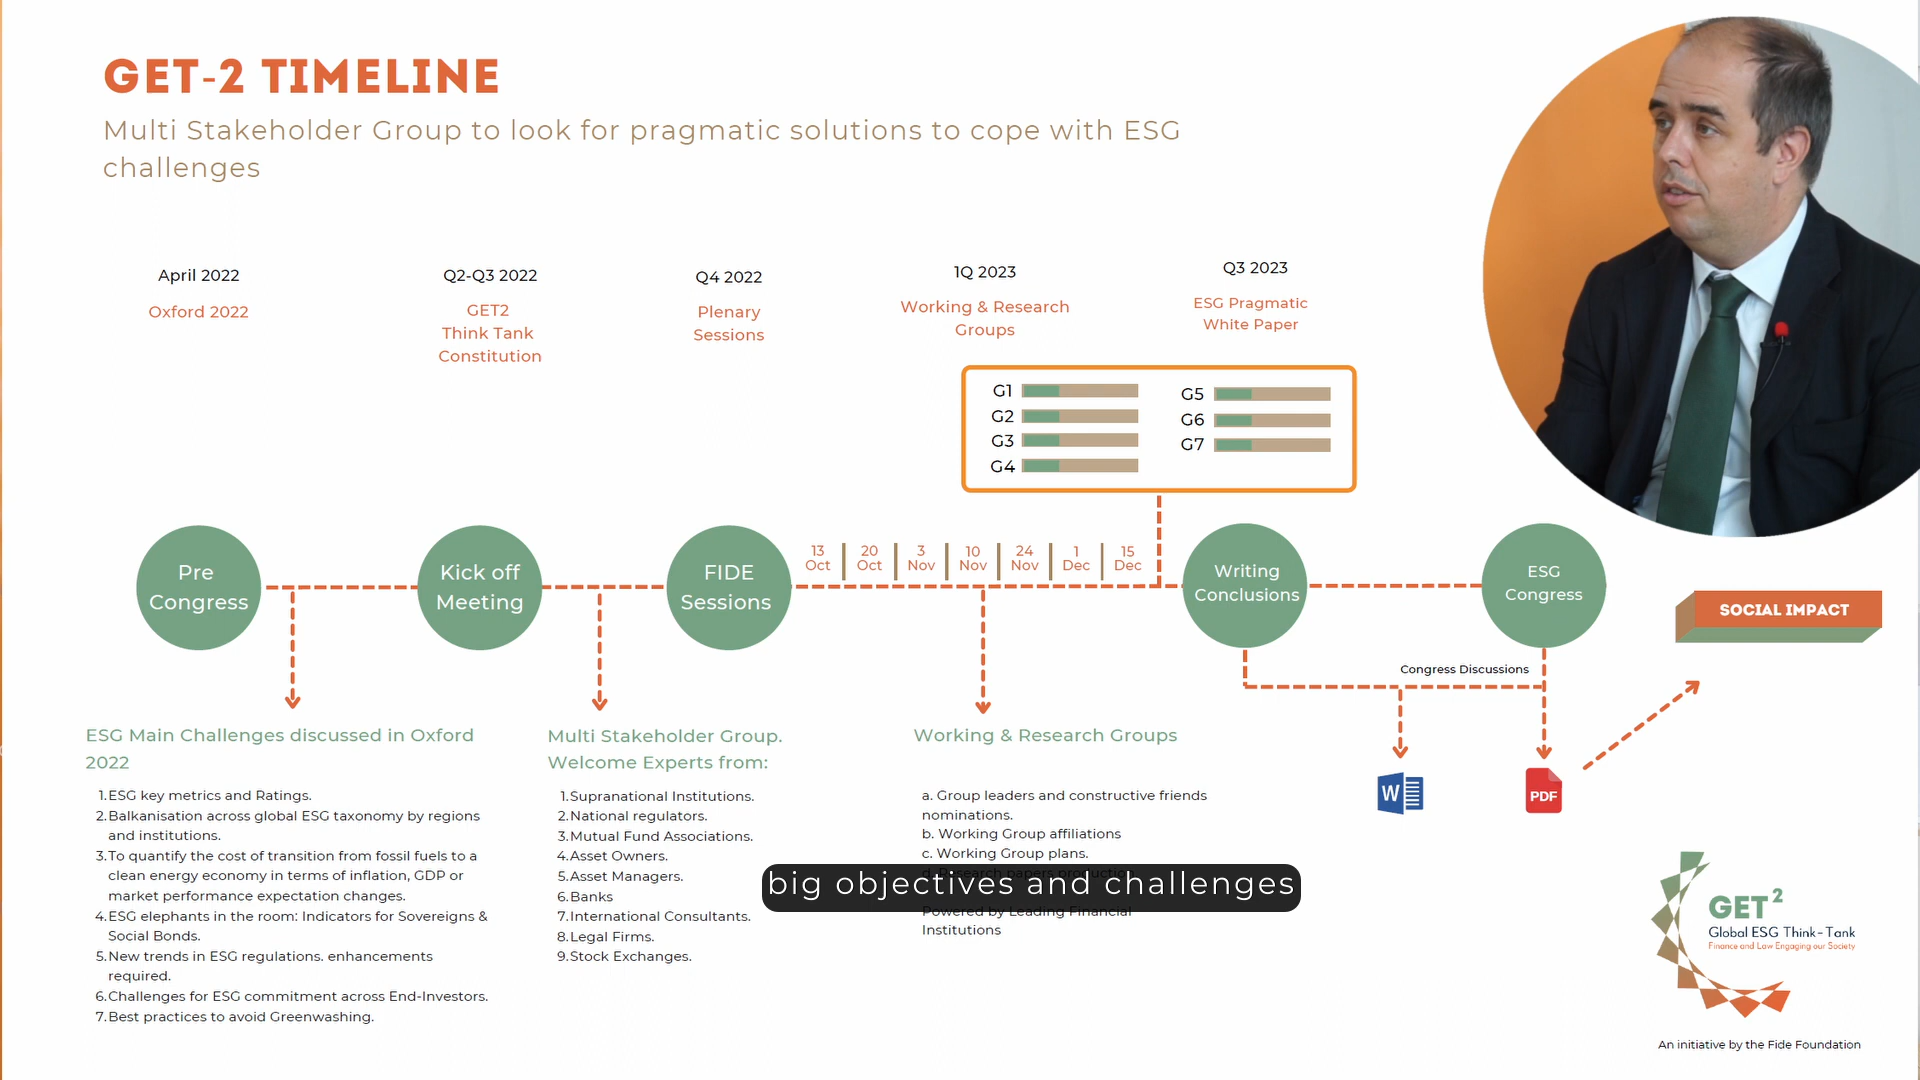 GET-2 TIMELINE
Multi Stakeholder Group to look for pragmatic solutions to cope with ESG
challenges
April 2022
Oxford 2022
Q2-Q3 2022
GET2
Think Tank
Constitution
Q4 2022
Plenary
Sessions
1Q 2023
Working & Research
Groups
Q3 2023
ESG Pragmatic
White Paper
G1
G2
G3
G4
G5
G6
G7
Pre
Congress
Kick off
Meeting
FIDE
Sessions
13
Oct
20
Oct
3
Nov
10
Nov
24
Nov
1
Dec
15
Dec
Writing
Conclusions
ESG
Congress
SOCIAL IMPACT
Congress Discussions
ESG Main Challenges discussed in Oxford
2022
1.ESG key metrics and Ratings.
2.Balkanisation across global ESG taxonomy by regions
and institutions.
3.To quantify the cost of transition from fossil fuels to a
clean energy economy in terms of inflation, GDP or
market performance expectation changes.
4.ESG elephants in the room: Indicators for Sovereigns &
Social Bonds.
5.New trends in ESG regulations. enhancements
required.
6.Challenges for ESG commitment across End-Investors.
7.Best practices to avoid Greenwashing.
Multi Stakeholder Group.
Welcome Experts from:
1.Supranational Institutions.
2.National regulators.
3.Mutual Fund Associations.
4.Asset Owners.
5.Asset Managers.
6.Banks
7.International Consultants.
8.Legal Firms.
9.Stock Exchanges.
Working & Research Groups
a. Group leaders and constructive friends
nominations.
b. Working Group affiliations
c. Working Group plans.
d. Research papers production
Powered by Leading Financial
Institutions
big objectives and challenges
W
PDF
GET2
Global ESG Think-Tank
Finance and Law Engaging our Society
An initiative by the Fide Foundation